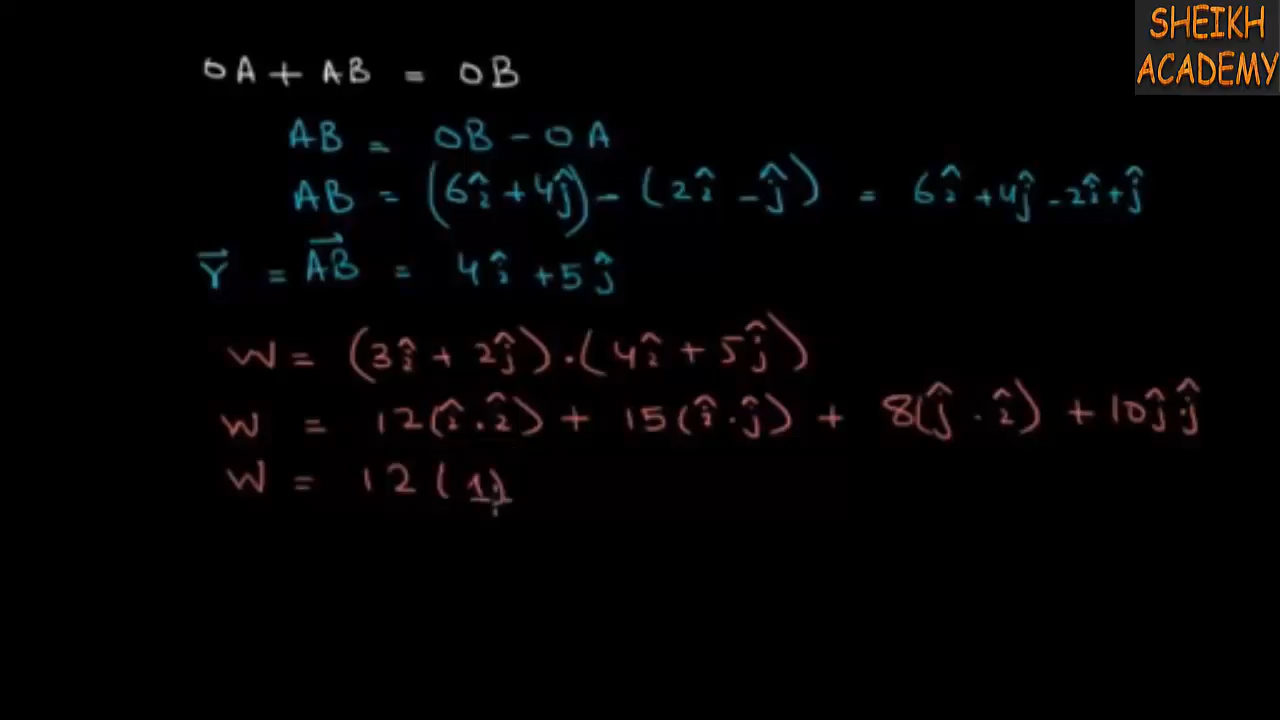 SHEIKH
ACADEMY
OA + AB = OB
AB = OB - OA
AB = (6î + 4ĵ) - (2î - ĵ) = 6î + 4ĵ - 2î + ĵ
Y⃗ = A⃗B⃗ = 4î + 5ĵ
W = (3î + 2ĵ) . (4î + 5ĵ)
W = 12(î . î) + 15(î . ĵ) + 8(ĵ . î) + 10ĵ.ĵ
W = 12(1)